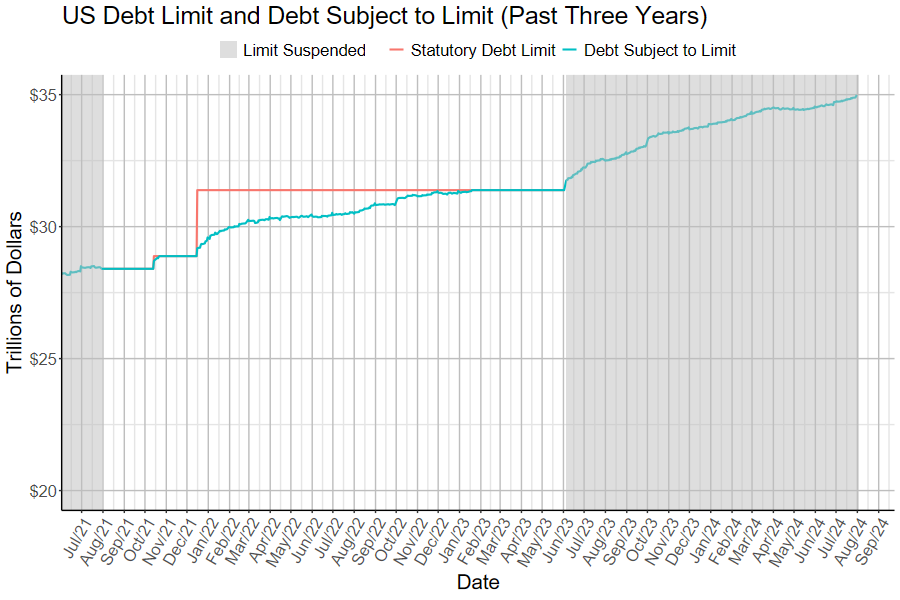 US Debt Limit and Debt Subject to Limit (Past Three Years)
Limit Suspended Statutory Debt Limit Debt Subject to Limit
Trillions of Dollars
$35
$30
$25
$20
Jul/21 Aug/21 Sep/21 Oct/21 Nov/21 Dec/21 Jan/22 Feb/22 Mar/22 Apr/22 May/22 Jun/22 Jul/22 Aug/22 Sep/22 Oct/22 Nov/22 Dec/22 Jan/23 Feb/23 Mar/23 Apr/23 May/23 Jun/23 Jul/23 Aug/23 Sep/23 Oct/23 Nov/23 Dec/23 Jan/24 Feb/24 Mar/24 Apr/24 May/24 Jun/24 Jul/24 Aug/24 Sep/24
Date